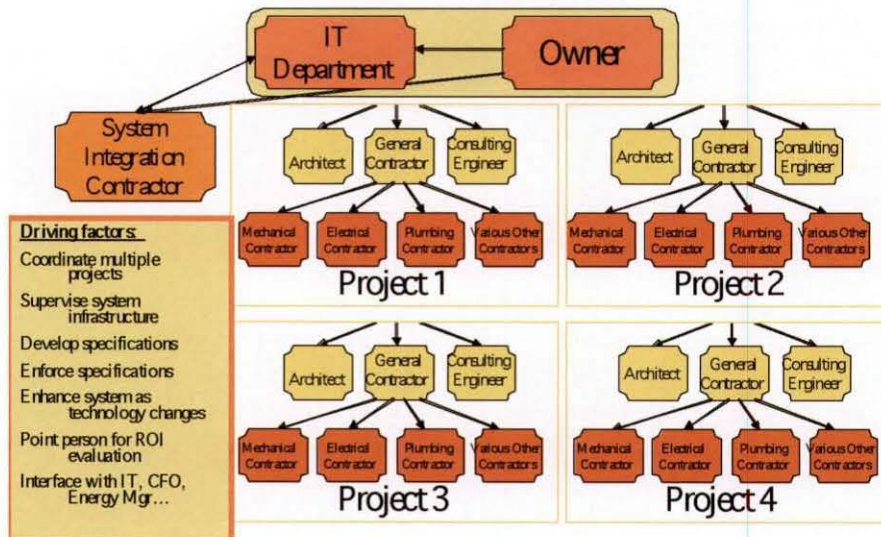 IT
Department
Owner
System
Integration
Contractor
Architect
General
Contractor
Consulting
Engineer
Mechanical
Contractor
Electrical
Contractor
Plumbing
Contractor
Various Other
Contractors
Project 1
Architect
General
Contractor
Consulting
Engineer
Mechanical
Contractor
Electrical
Contractor
Plumbing
Contractor
Various Other
Contractors
Project 2
Driving factors:
Coordinate multiple
projects
Supervise system
infrastructure
Develop specifications
Enforce specifications
Enhance system as
technology changes
Point person for ROI
evaluation
Interface with IT, CFO,
Energy Mgr...
Architect
General
Contractor
Consulting
Engineer
Mechanical
Contractor
Electrical
Contractor
Plumbing
Contractor
Various Other
Contractors
Project 3
Architect
General
Contractor
Consulting
Engineer
Mechanical
Contractor
Electrical
Contractor
Plumbing
Contractor
Various Other
Contractors
Project 4